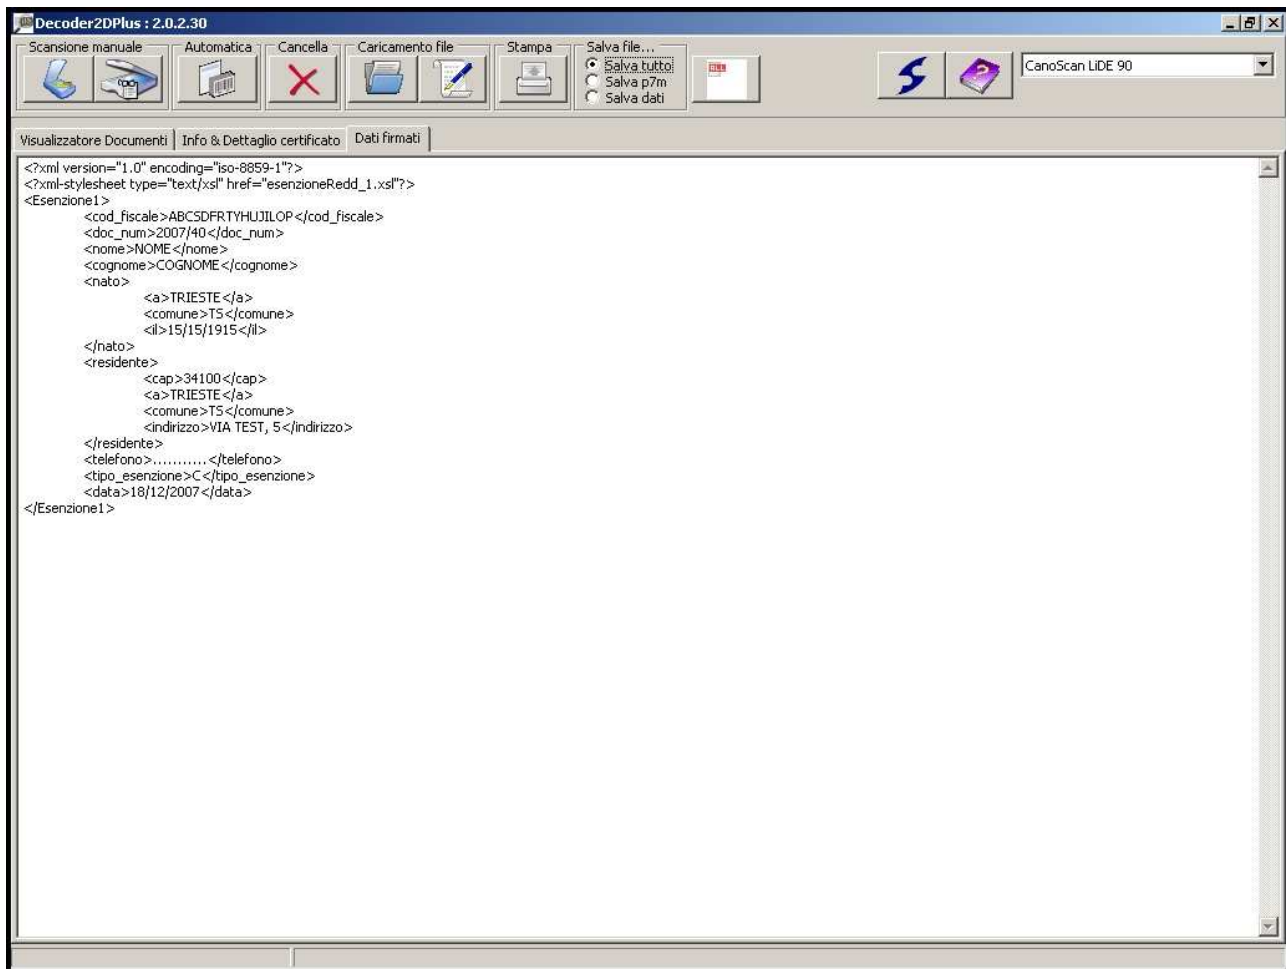 Decoder2DPlus : 2.0.2.30
Scansione manuale
Automatica
Cancella
Caricamento file
Stampa
Salva file...
Salva tutto
Salva p7m
Salva dati
CanoScan LiDE 90
Visualizzatore Documenti
Info & Dettaglio certificato
Dati firmati
<?xml version="1.0" encoding="iso-8859-1"?>
<?xml-stylesheet type="text/xsl" href="esenzioneRedd_1.xsl"?>
<Esenzione1>
<cod_fiscale>ABCSDFRTYHUJILOP</cod_fiscale>
<doc_num>2007/40</doc_num>
<nome>NOME</nome>
<cognome>COGNOME</cognome>
<nato>
<a>TRIESTE</a>
<comune>TS</comune>
<il>15/15/1915</il>
</nato>
<residente>
<cap>34100</cap>
<a>TRIESTE</a>
<comune>TS</comune>
<indirizzo>VIA TEST, 5</indirizzo>
</residente>
<telefono>...........</telefono>
<tipo_esenzione>C</tipo_esenzione>
<data>18/12/2007</data>
</Esenzione1>